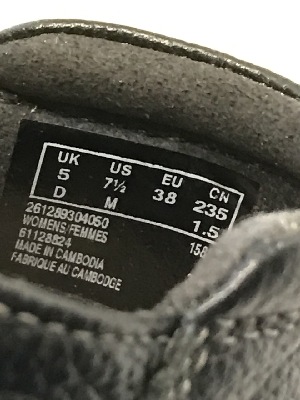 UK US EU CN
5 7½ 38 235
D M 1.5
261289304050
WOMENS/FEMMES
61128824
MADE IN CAMBODIA
FABRIQUE AU CAMBODGE